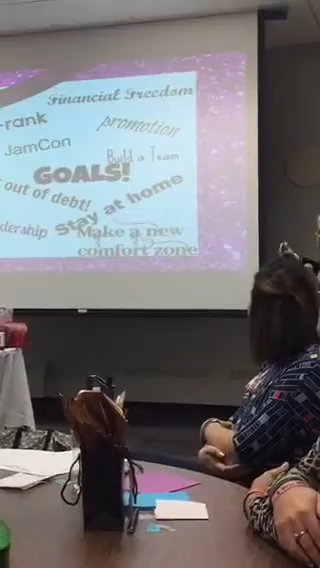 Financial Freedom
-rank
promotion
JamCon
Build a Team
GOALS!
out of debt!
Stay at home
dership
Make a new
comfort zone